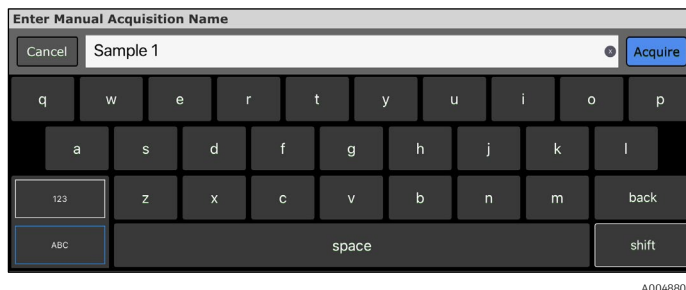 Enter Manual Acquisition Name
Cancel Sample 1 x Acquire
q w e r t y u i o p
a s d f g h j k l
123 z x c v b n m back
ABC space shift
A004880